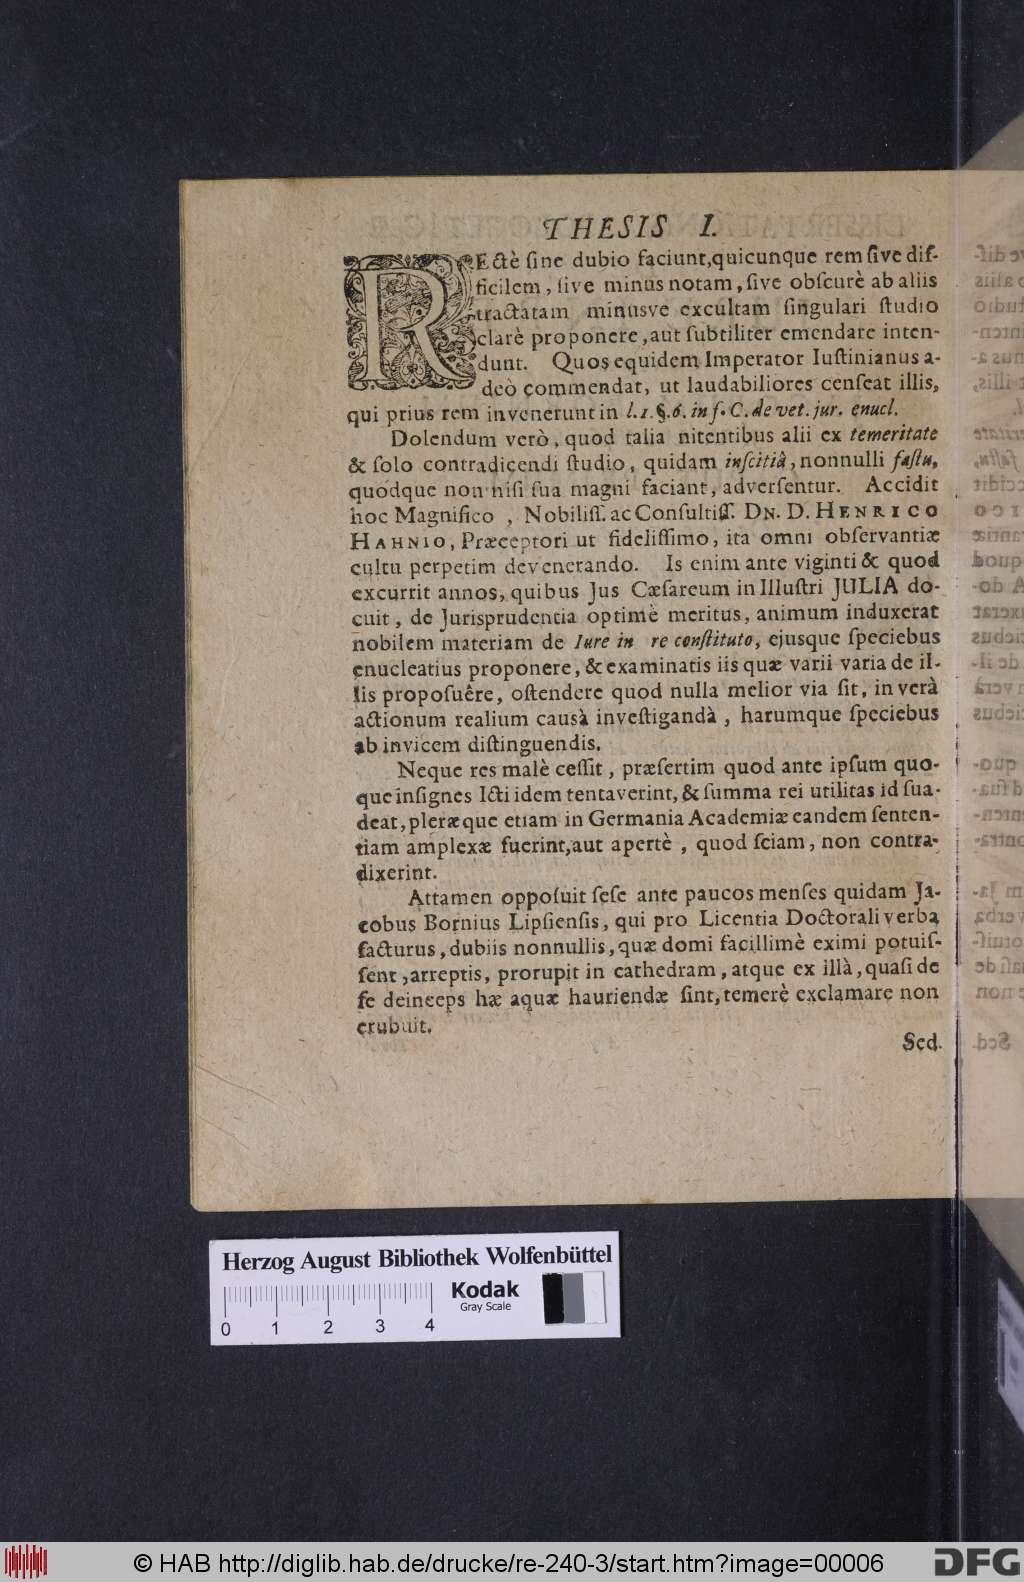 THESIS I.
REctè ſine dubio faciunt, quicunque rem ſive dif-
ficilem, ſive minus notam, ſive obſcurè ab aliis
tractatam minusve excultam ſingulari ſtudio
clarè proponere, aut ſubtiliter emendare inten-
dunt. Quos equidem Imperator Iuſtinianus a-
deò commendat, ut laudabiliores cenſeat illis,
qui prius rem invenerunt in l. 1. §. 6. in f. C. de vet. jur. enucl.
Dolendum verò, quod talia nitentibus alii ex temeritate
& ſolo contradicendi ſtudio, quidam inſcitiâ, nonnulli faſtu,
quodque non niſi ſua magni faciant, adverſentur. Accidit
hoc Magnifico, Nobiliſſ. ac Conſultiſſ. DN. D. HENRICO
HAHNIO, Præceptori ut fideliſſimo, ita omni obſervantiæ
cultu perpetim devenerando. Is enim ante viginti & quod
excurrit annos, quibus Jus Cæſareum in Illuſtri JULIA do-
cuit, de Jurisprudentia optimè meritus, animum induxerat
nobilem materiam de Iure in re conſtituto, ejusque ſpeciebus
enucleatius proponere, & examinatis iis quæ varii varia de il-
lis propoſuêre, oſtendere quod nulla melior via ſit, in verà
actionum realium causà inveſtigandà, harumque ſpeciebus
ab invicem diſtinguendis.
Neque res malè ceſſit, præſertim quod ante ipſum quo-
que inſignes Icti idem tentaverint, & ſumma rei utilitas id ſua-
deat, pleræque etiam in Germania Academiæ eandem ſenten-
tiam amplexæ fuerint, aut apertè, quod ſciam, non contra-
dixerint.
Attamen oppoſuit ſeſe ante paucos menſes quidam Ja-
cobus Bornius Lipſienſis, qui pro Licentia Doctorali verba
facturus, dubiis nonnullis, quæ domi facillimè eximi potuiſ-
ſent, arreptis, prorupit in cathedram, atque ex illà, quaſi de
ſe deinceps hæ aquæ hauriendæ ſint, temerè exclamare non
erubuit.
Sed.
Herzog August Bibliothek Wolfenbüttel
Kodak
Gray Scale
0 1 2 3 4
© HAB http://diglib.hab.de/drucke/re-240-3/start.htm?image=00006
DFG